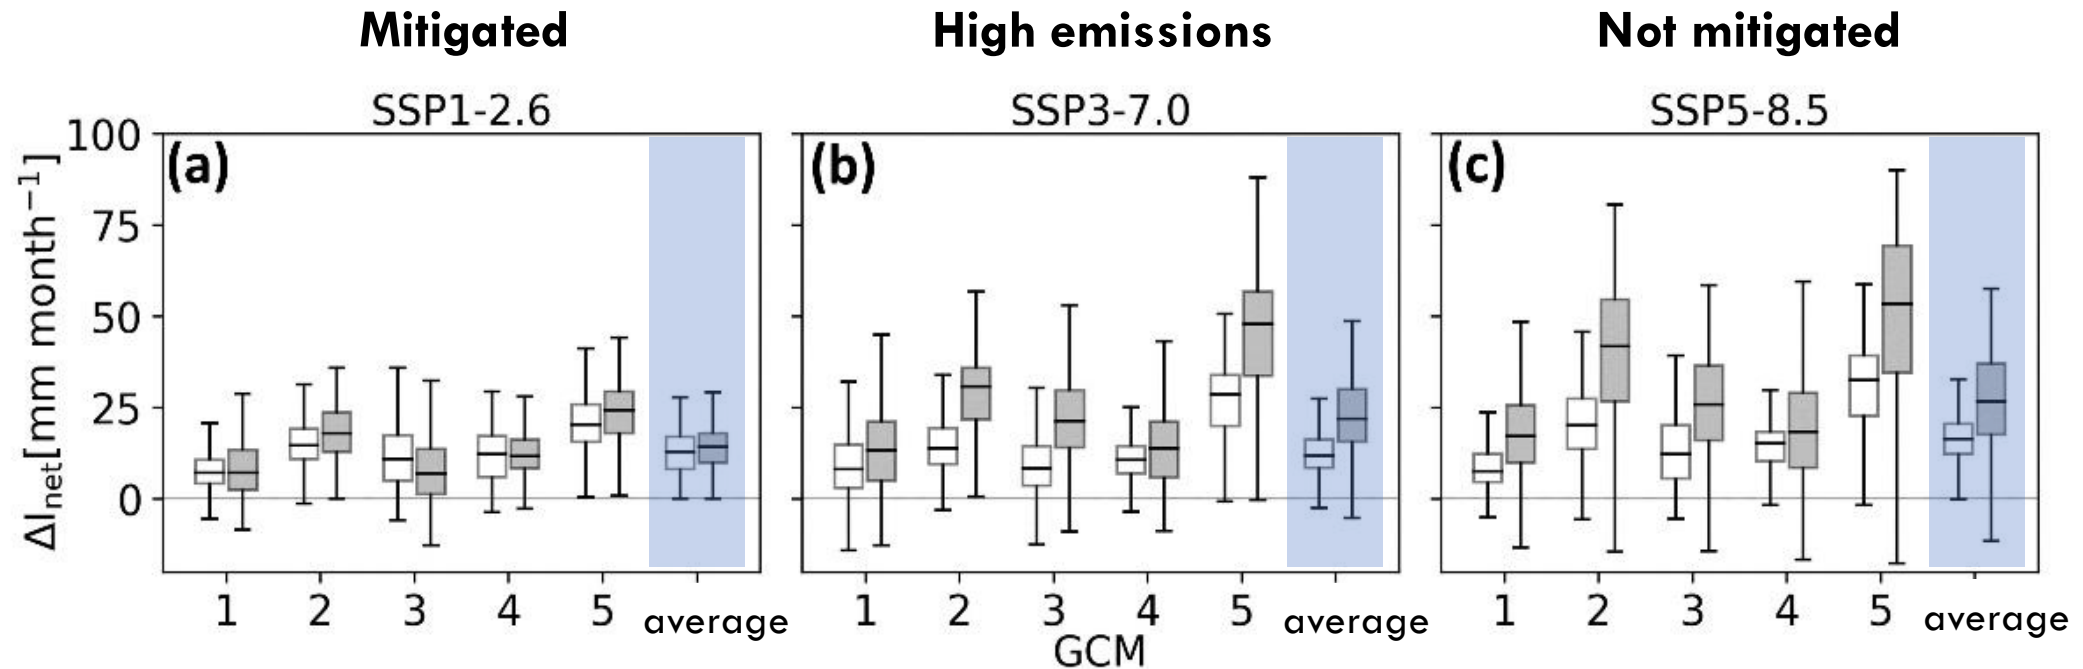 Mitigated High emissions Not mitigated
SSP1-2.6 SSP3-7.0 SSP5-8.5
(a) (b) (c)
100
75
50
25
0
ΔI_net[mm month⁻¹]
1 2 3 4 5 average 1 2 3 4 5 average 1 2 3 4 5 average
GCM